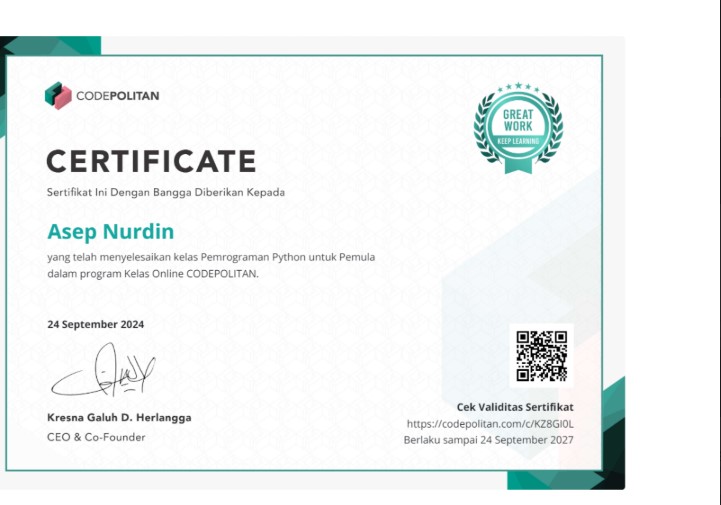 CODEPOLITAN
GREAT
WORK
KEEP LEARNING
CERTIFICATE
Sertifikat Ini Dengan Bangga Diberikan Kepada
Asep Nurdin
yang telah menyelesaikan kelas Pemrograman Python untuk Pemula
dalam program Kelas Online CODEPOLITAN.
24 September 2024
Kresna Galuh D. Herlangga
CEO & Co-Founder
Cek Validitas Sertifikat
https://codepolitan.com/c/KZ8GI0L
Berlaku sampai 24 September 2027